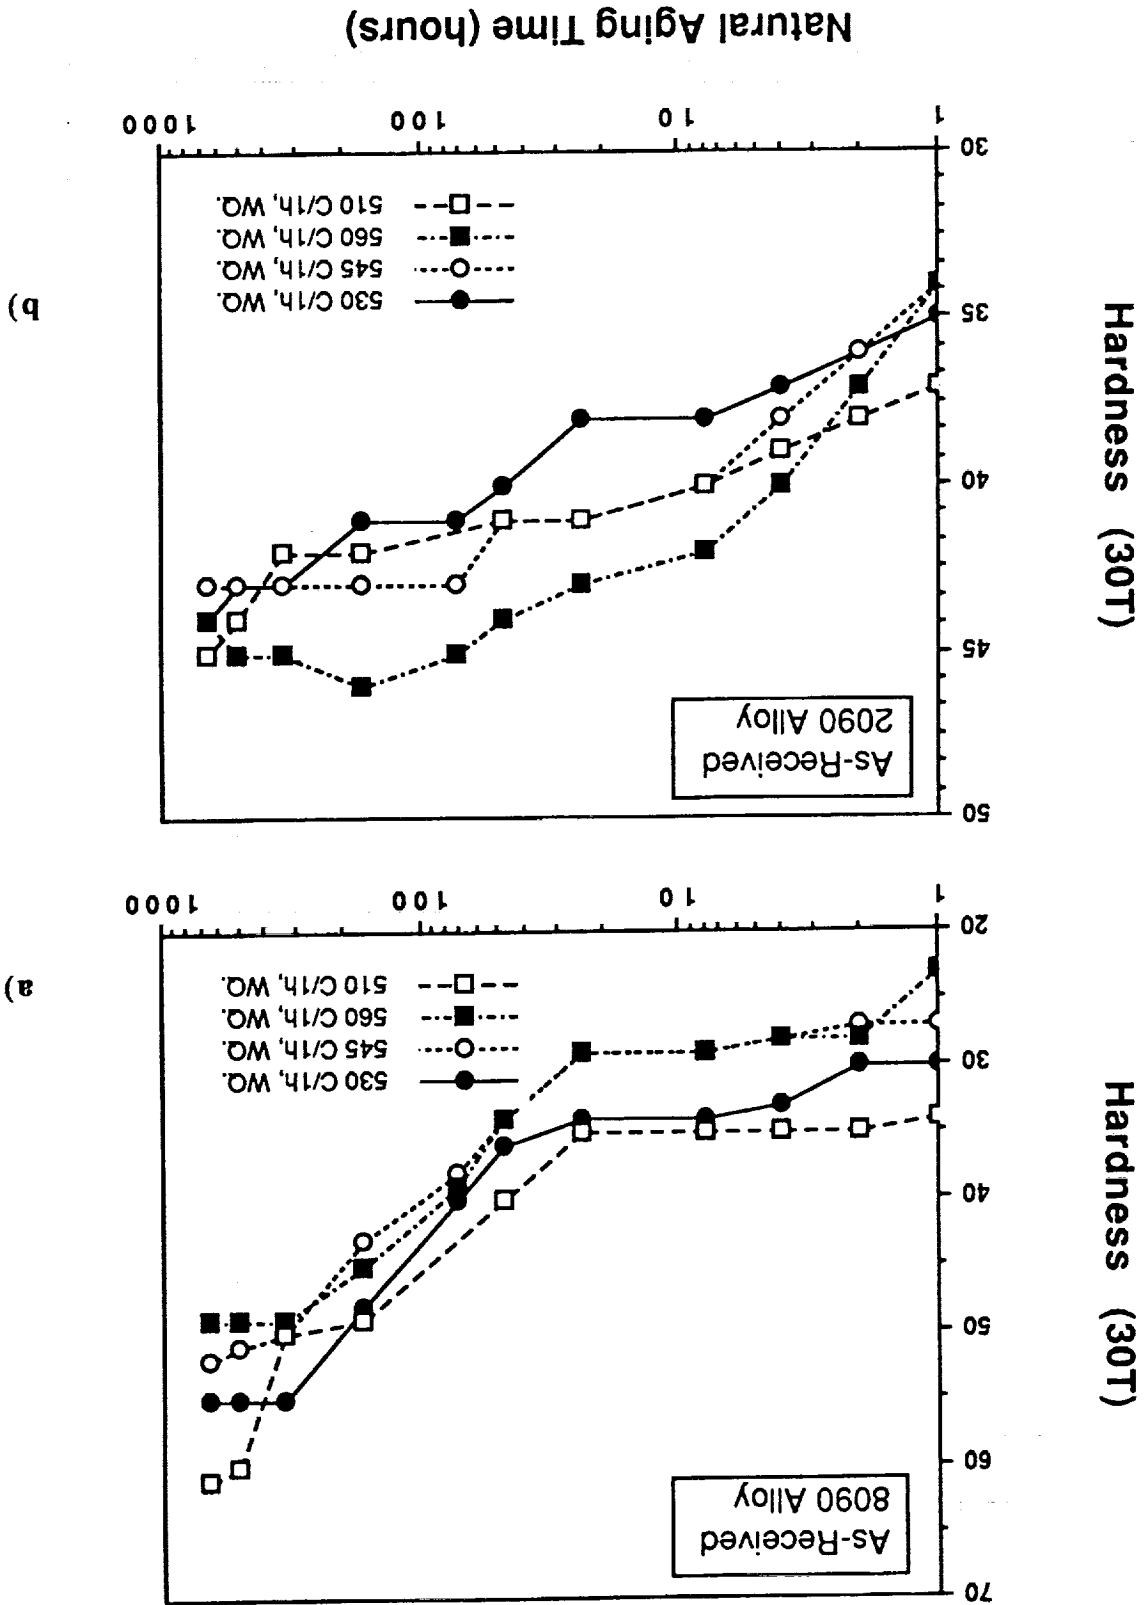 a)
Hardness (30T)
70
60
50
40
30
20
As-Received
8090 Alloy
530 C/1h, WQ.
545 C/1h, WQ.
560 C/1h, WQ.
510 C/1h, WQ.
1 10 100 1000
b)
Hardness (30T)
50
45
40
35
30
As-Received
2090 Alloy
530 C/1h, WQ.
545 C/1h, WQ.
560 C/1h, WQ.
510 C/1h, WQ.
1 10 100 1000
Natural Aging Time (hours)